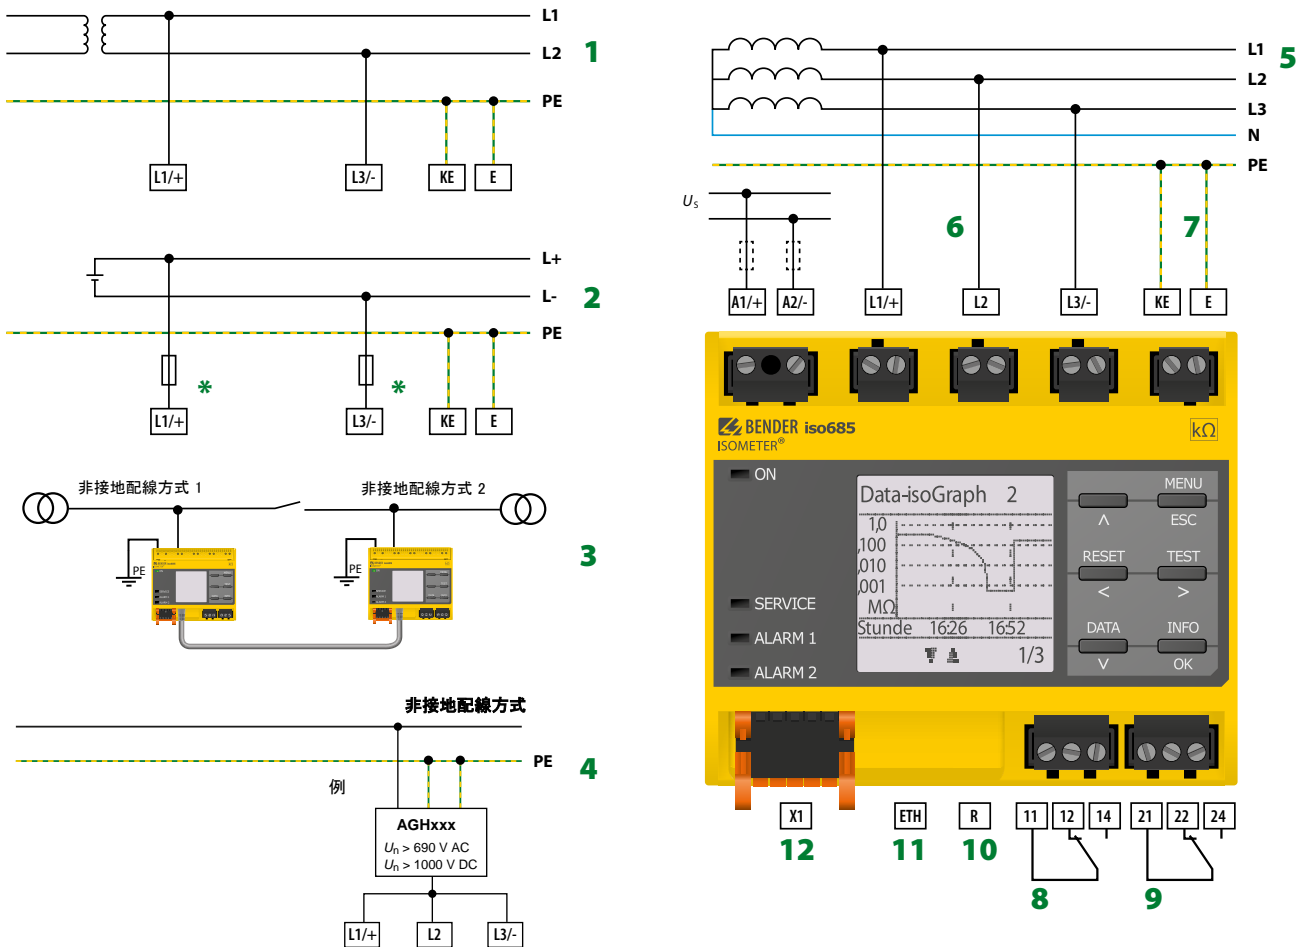 L1
L2
1
PE
L1/+
L3/-
KE
E
L+
L-
2
PE
*
*
L1/+
L3/-
KE
E
非接地配線方式 1
非接地配線方式 2
PE
PE
3
非接地配線方式
PE
4
例
AGHxxx
Un > 690 V AC
Un > 1000 V DC
L1/+
L2
L3/-
L1
5
L2
L3
N
PE
Us
6
7
A1/+
A2/-
L1/+
L2
L3/-
KE
E
BENDER iso685
ISOMETER®
kΩ
ON
SERVICE
ALARM 1
ALARM 2
Data-isoGraph 2
1,0
,100
,010
,001
MΩ
Stunde 16:26 16:52
1/3
MENU
^
ESC
RESET
TEST
<
>
DATA
INFO
V
OK
X1
ETH
R
11
12
14
21
22
24
12
11
10
8
9